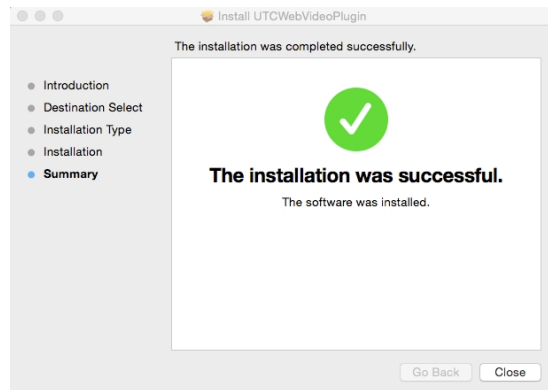 Install UTCWebVideoPlugin
The installation was completed successfully.
Introduction
Destination Select
Installation Type
Installation
Summary
The installation was successful.
The software was installed.
Go Back
Close